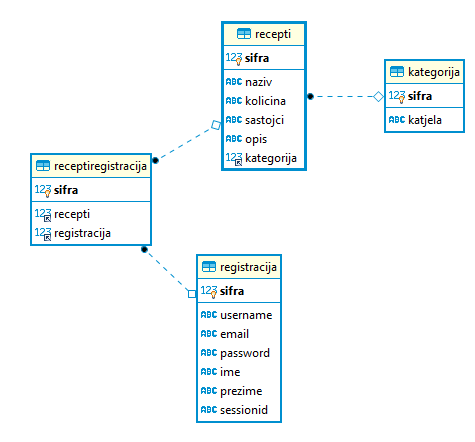 recepti
123 sifra
ABC naziv
ABC kolicina
ABC sastojci
ABC opis
123 kategorija
kategorija
123 sifra
ABC katjela
receptiregistracija
123 sifra
123 recepti
123 registracija
registracija
123 sifra
ABC username
ABC email
ABC password
ABC ime
ABC prezime
ABC sessionid